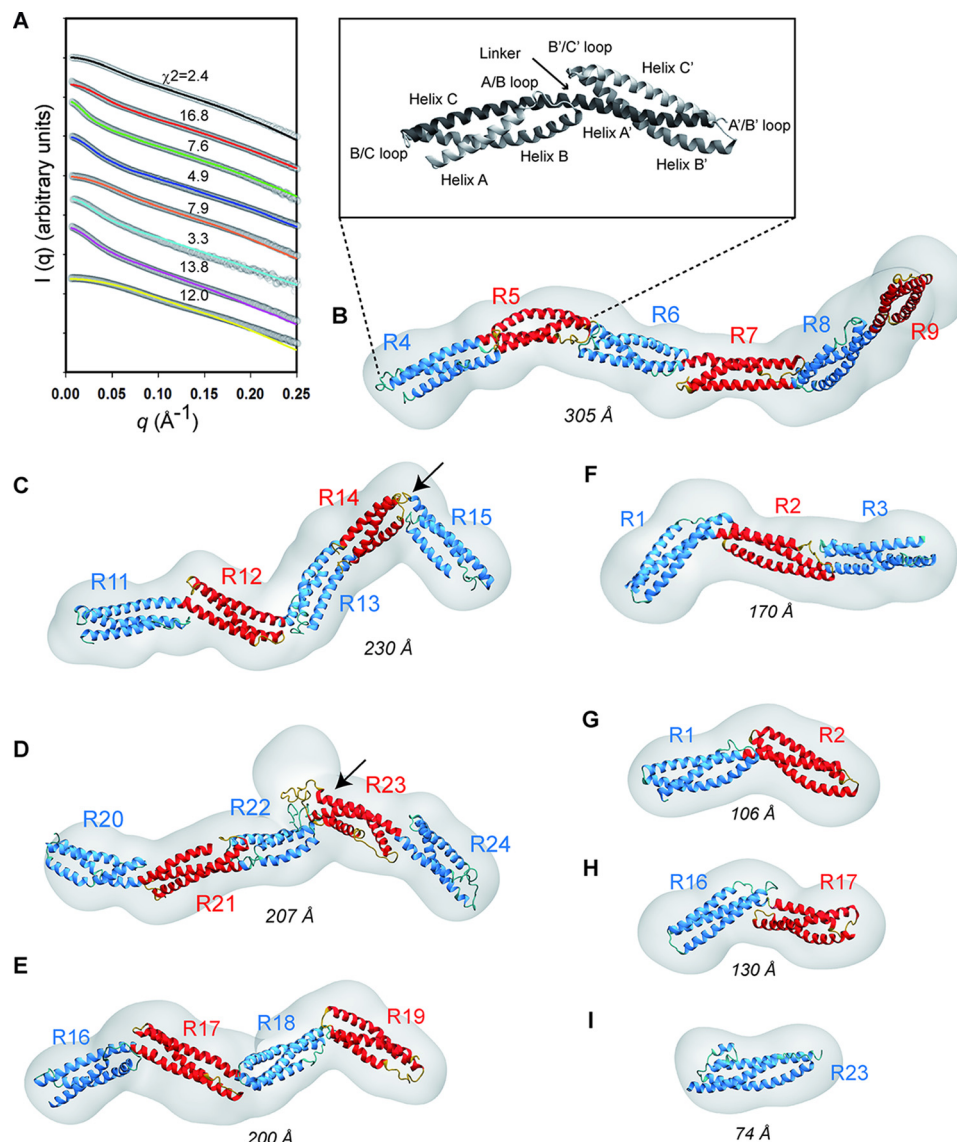 A
I (q) (arbitrary units)
χ2=2.4
16.8
7.6
4.9
7.9
3.3
13.8
12.0
0.00 0.05 0.10 0.15 0.20 0.25
q (Å-1)
B'/C' loop
Linker
Helix C'
A/B loop
Helix C
A'/B' loop
Helix A'
B/C loop
Helix B
Helix B'
Helix A
B
R4
R5
R6
R7
R8
R9
305 Å
C
R11
R12
R13
R14
R15
230 Å
F
R1
R2
R3
170 Å
D
R20
R21
R22
R23
R24
207 Å
G
R1
R2
106 Å
H
R16
R17
130 Å
E
R16
R17
R18
R19
200 Å
I
R23
74 Å